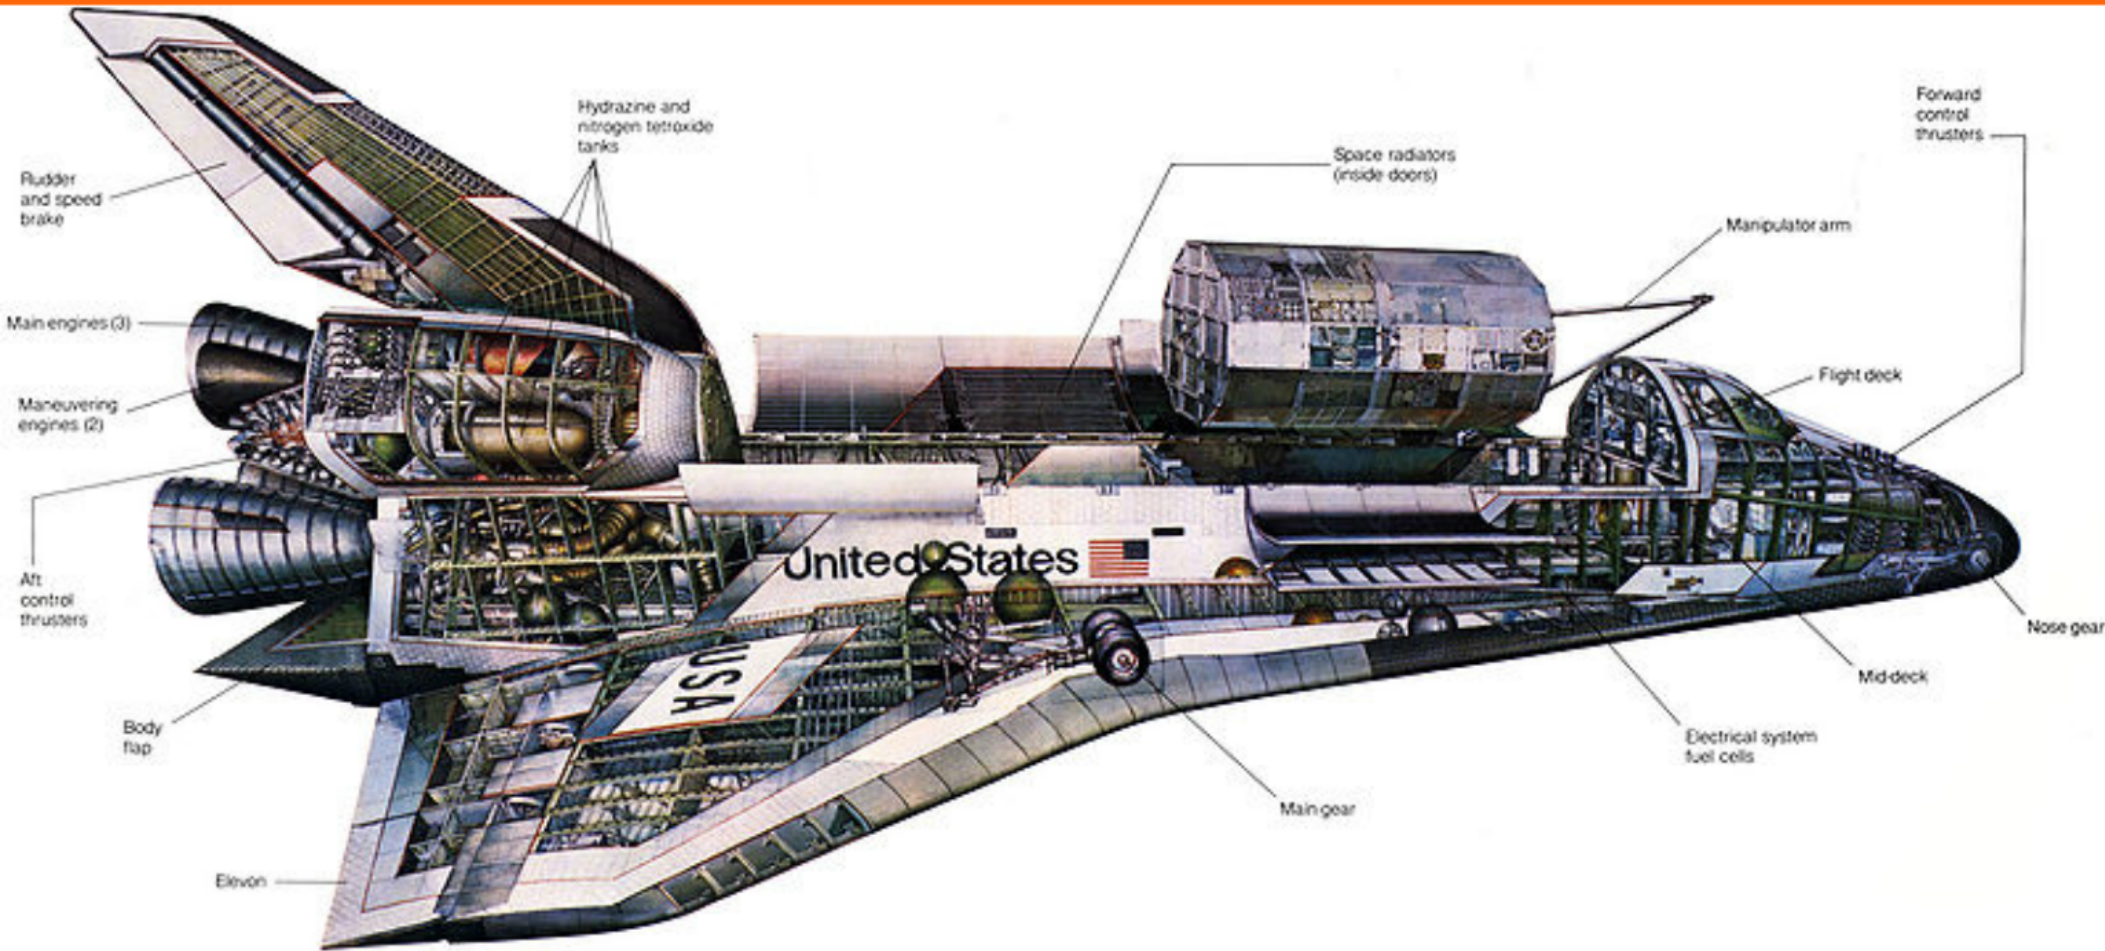 Hydrazine and
nitrogen tetroxide
tanks
Forward
control
thrusters
Space radiators
(inside doors)
Rudder
and speed
brake
Manipulator arm
Main engines (3)
Flight deck
Maneuvering
engines (2)
United States
Aft
control
thrusters
Nose gear
USA
Mid-deck
Body
flap
Electrical system
fuel cells
Main gear
Elevon